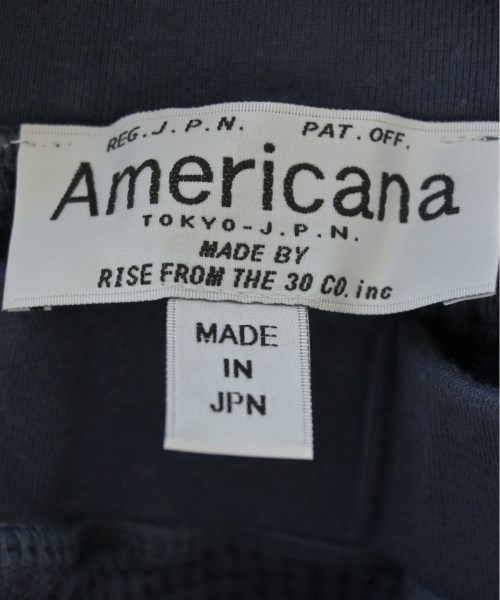 REG.J.P.N. PAT.OFF.
Americana
TOKYO-J.P.N.
MADE BY
RISE FROM THE 30 CO. inc
MADE
IN
JPN